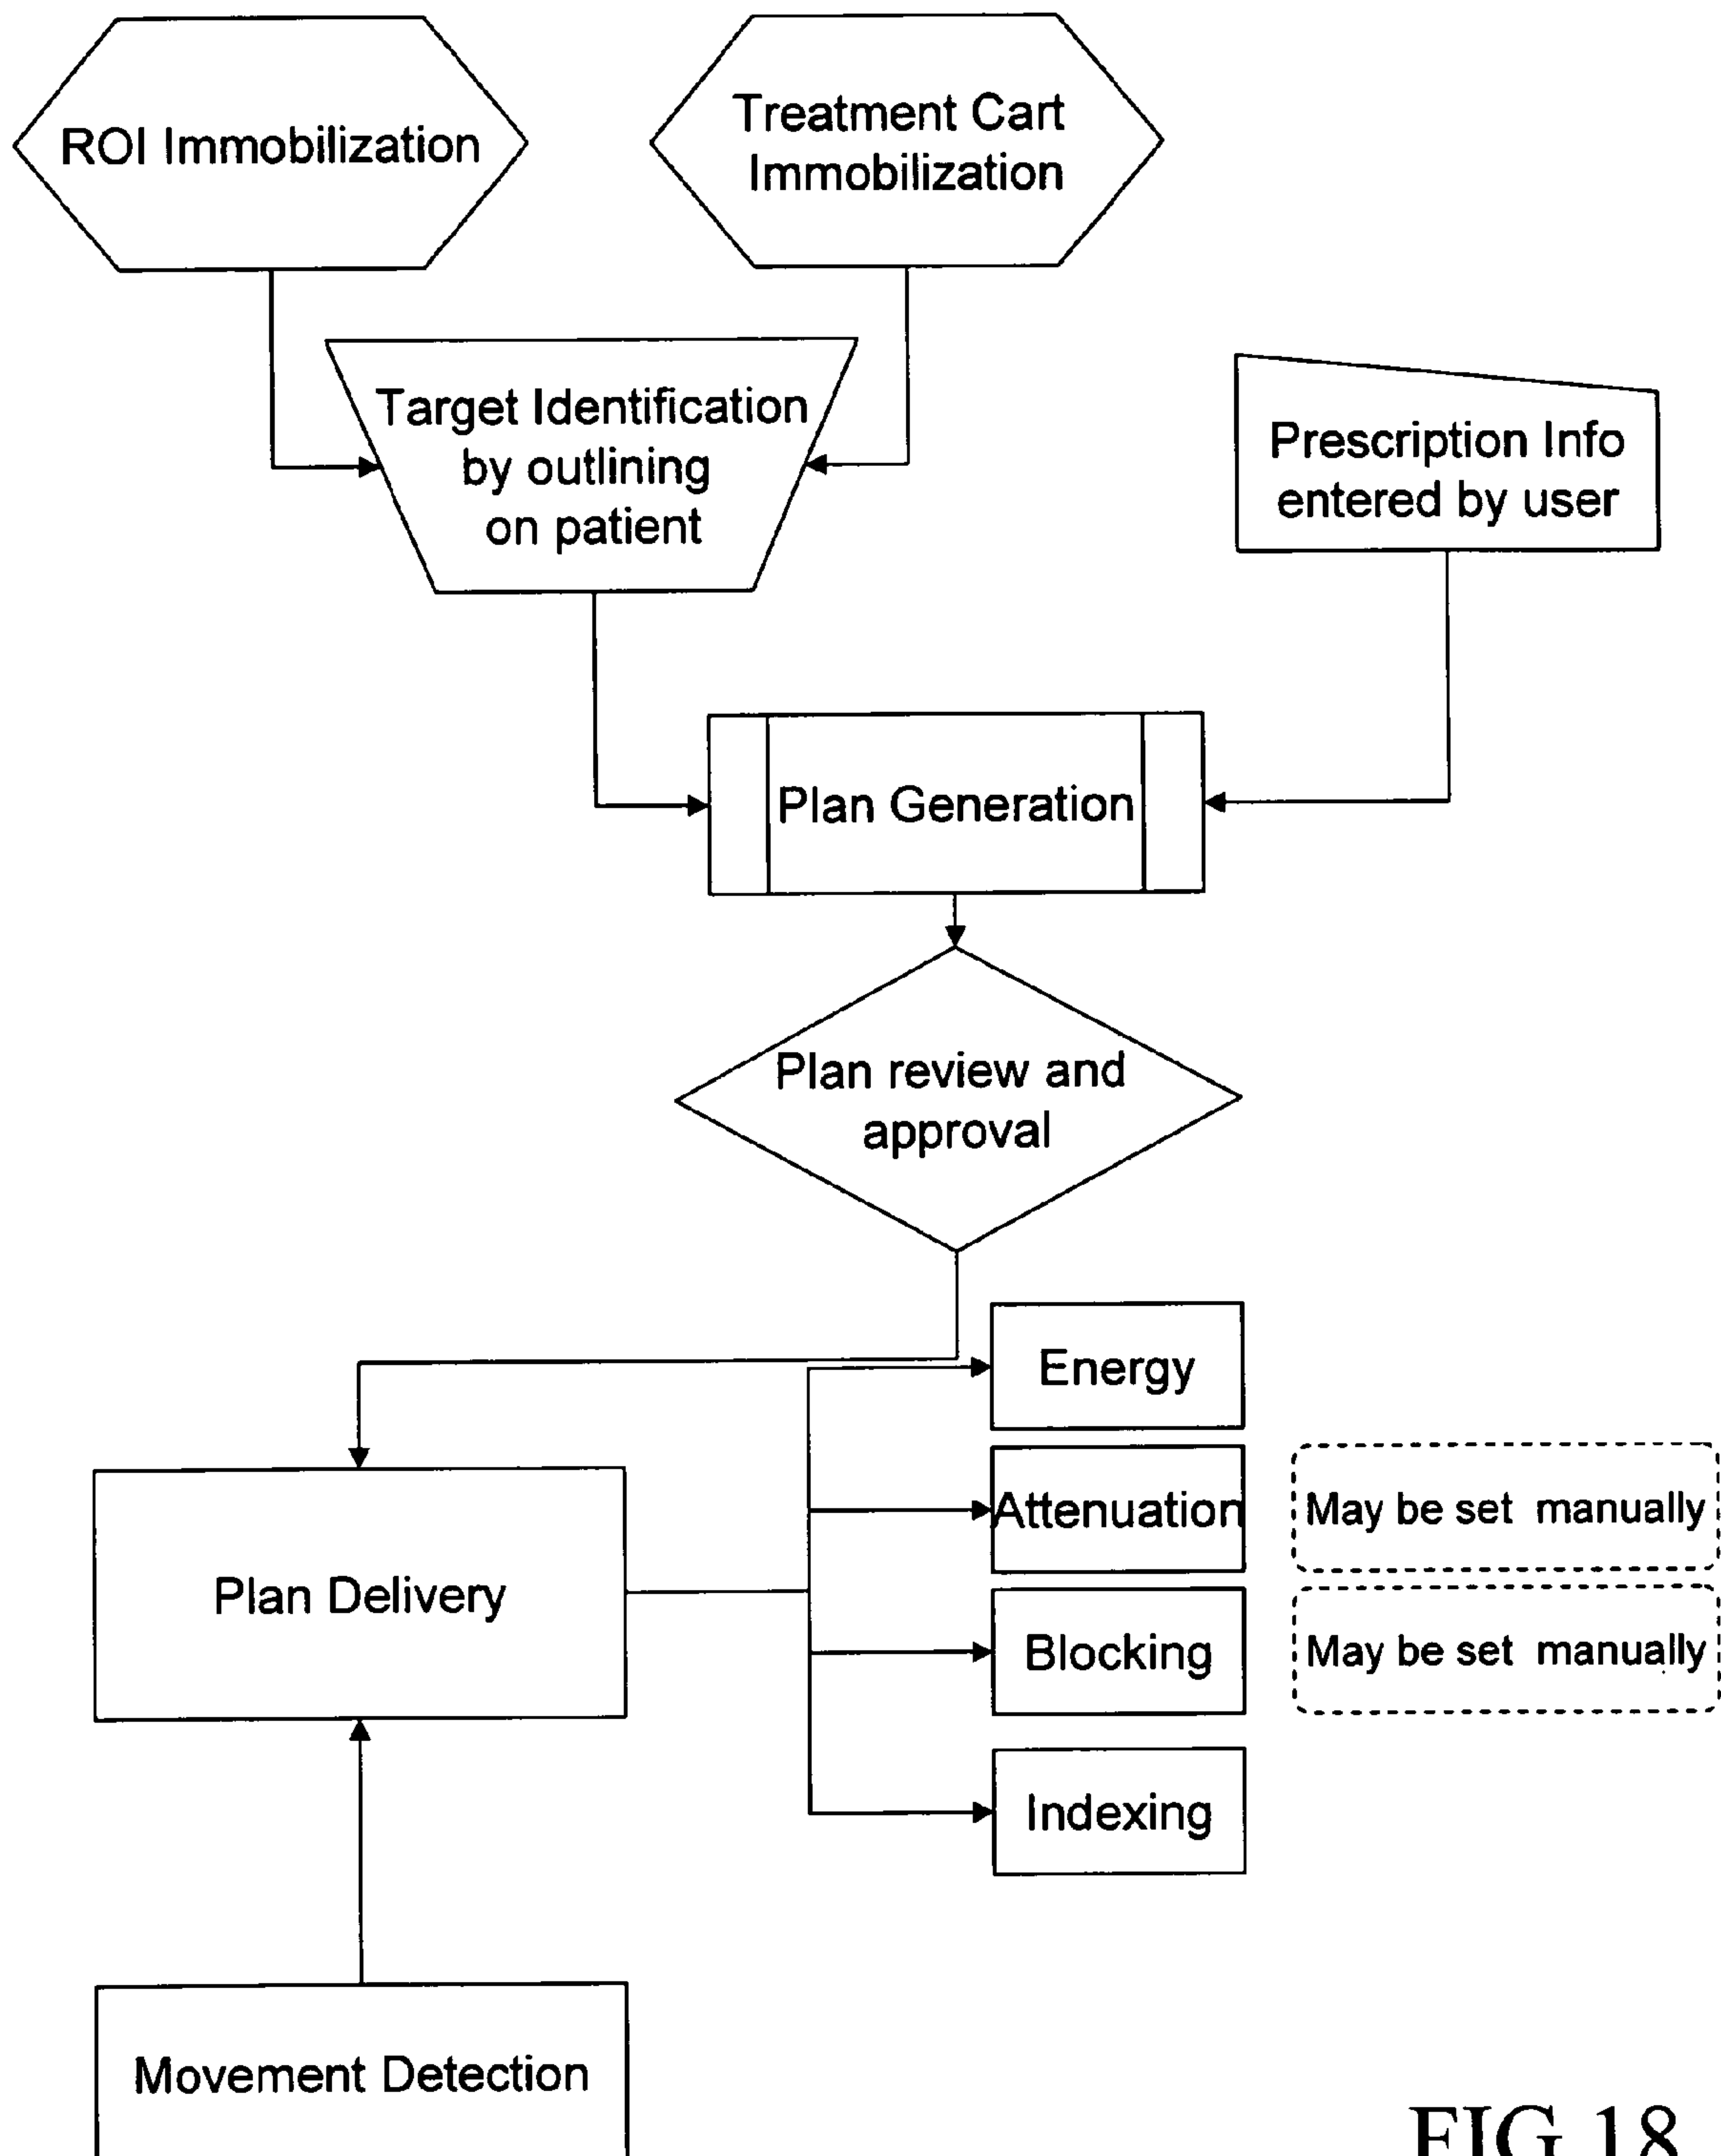 ROI Immobilization
Treatment Cart
Immobilization
Target Identification
by outlining
on patient
Prescription Info
entered by user
Plan Generation
Plan review and
approval
Energy
Attenuation
May be set manually
Plan Delivery
Blocking
May be set manually
Indexing
Movement Detection
FIG 18